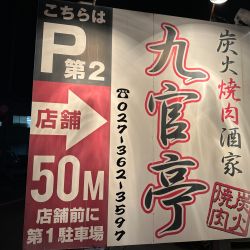 こちらは
P
第2
店舗
50M
店舗前に
第1駐車場
炭火焼肉酒家
九官亭
☎027-362-3597
炭火
焼肉